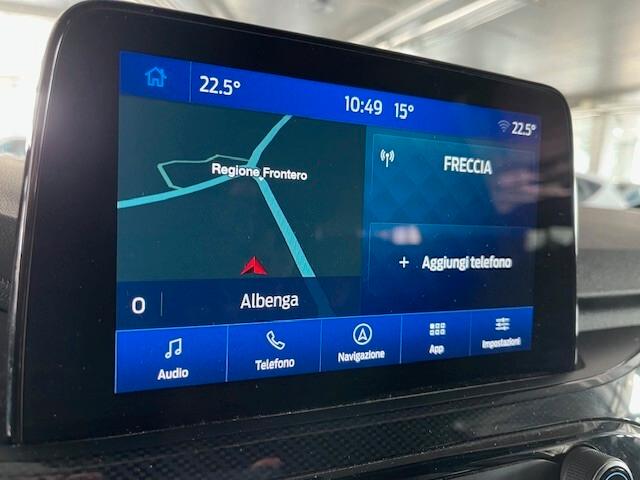 22.5°
10:49 15°
22.5°
Regione Frontero
FRECCIA
+ Aggiungi telefono
0
Albenga
Audio
Telefono
Navigazione
App
Impostazioni